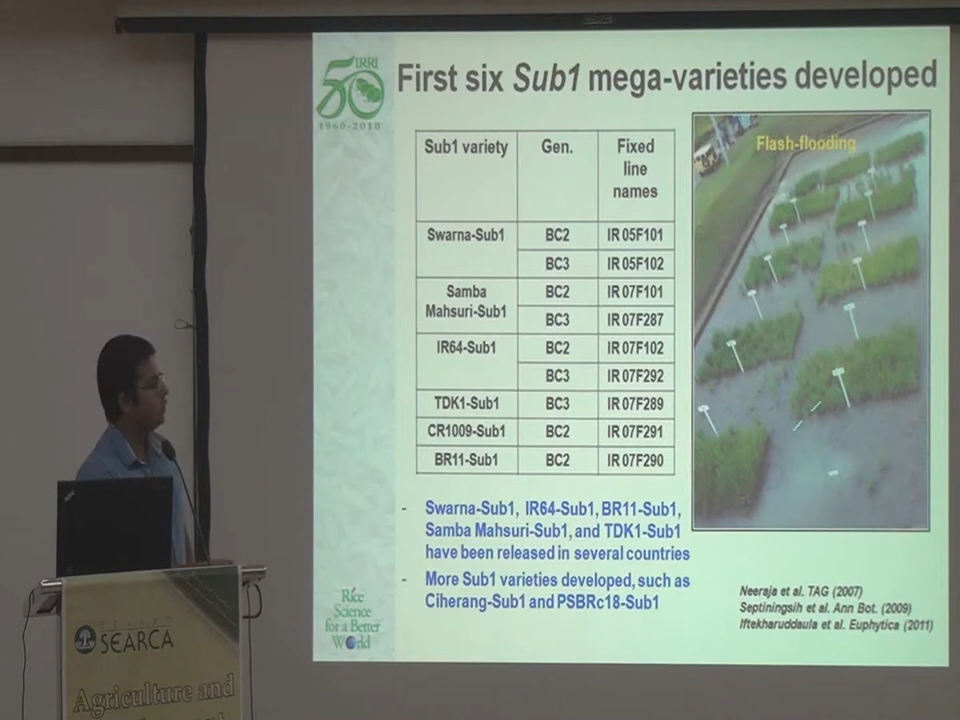 IRRI
50
1960-2010
First six Sub1 mega-varieties developed
Sub1 variety Gen. Fixed line names
Swarna-Sub1 BC2 IR 05F101
BC3 IR 05F102
Samba Mahsuri-Sub1 BC2 IR 07F101
BC3 IR 07F287
IR64-Sub1 BC2 IR 07F102
BC3 IR 07F292
TDK1-Sub1 BC3 IR 07F289
CR1009-Sub1 BC2 IR 07F291
BR11-Sub1 BC2 IR 07F290
Flash-flooding
- Swarna-Sub1, IR64-Sub1, BR11-Sub1,
Samba Mahsuri-Sub1, and TDK1-Sub1
have been released in several countries
- More Sub1 varieties developed, such as
Ciherang-Sub1 and PSBRc18-Sub1
Neeraja et al. TAG (2007)
Septiningsih et al. Ann Bot. (2009)
Iftekharuddaula et al. Euphytica (2011)
Rice
Science
for a Better
World
SEARCA
Agriculture and